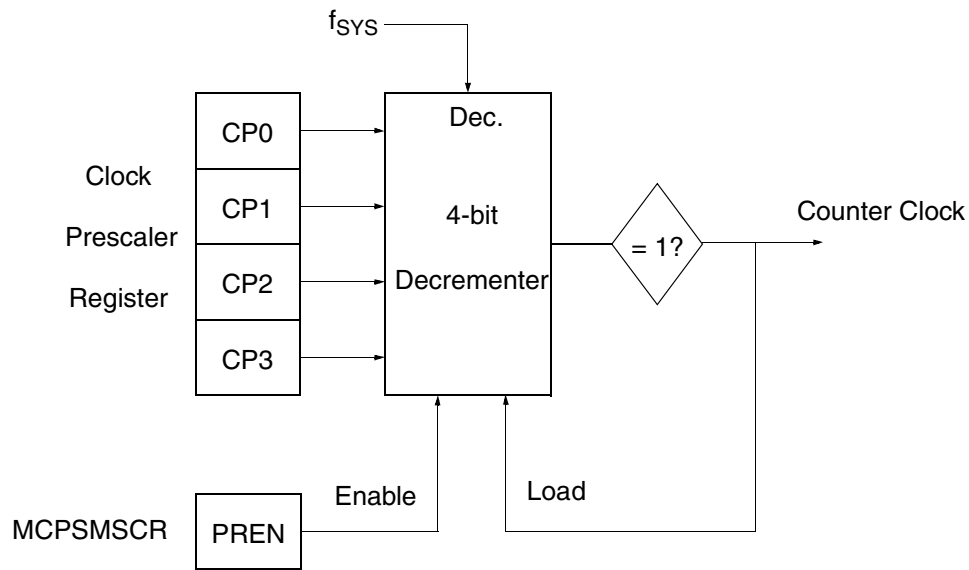 fSYS
CP0
Dec.
Clock
CP1
4-bit
Counter Clock
Prescaler
= 1?
CP2
Decrementer
Register
CP3
Enable
Load
MCPSMSCR
PREN